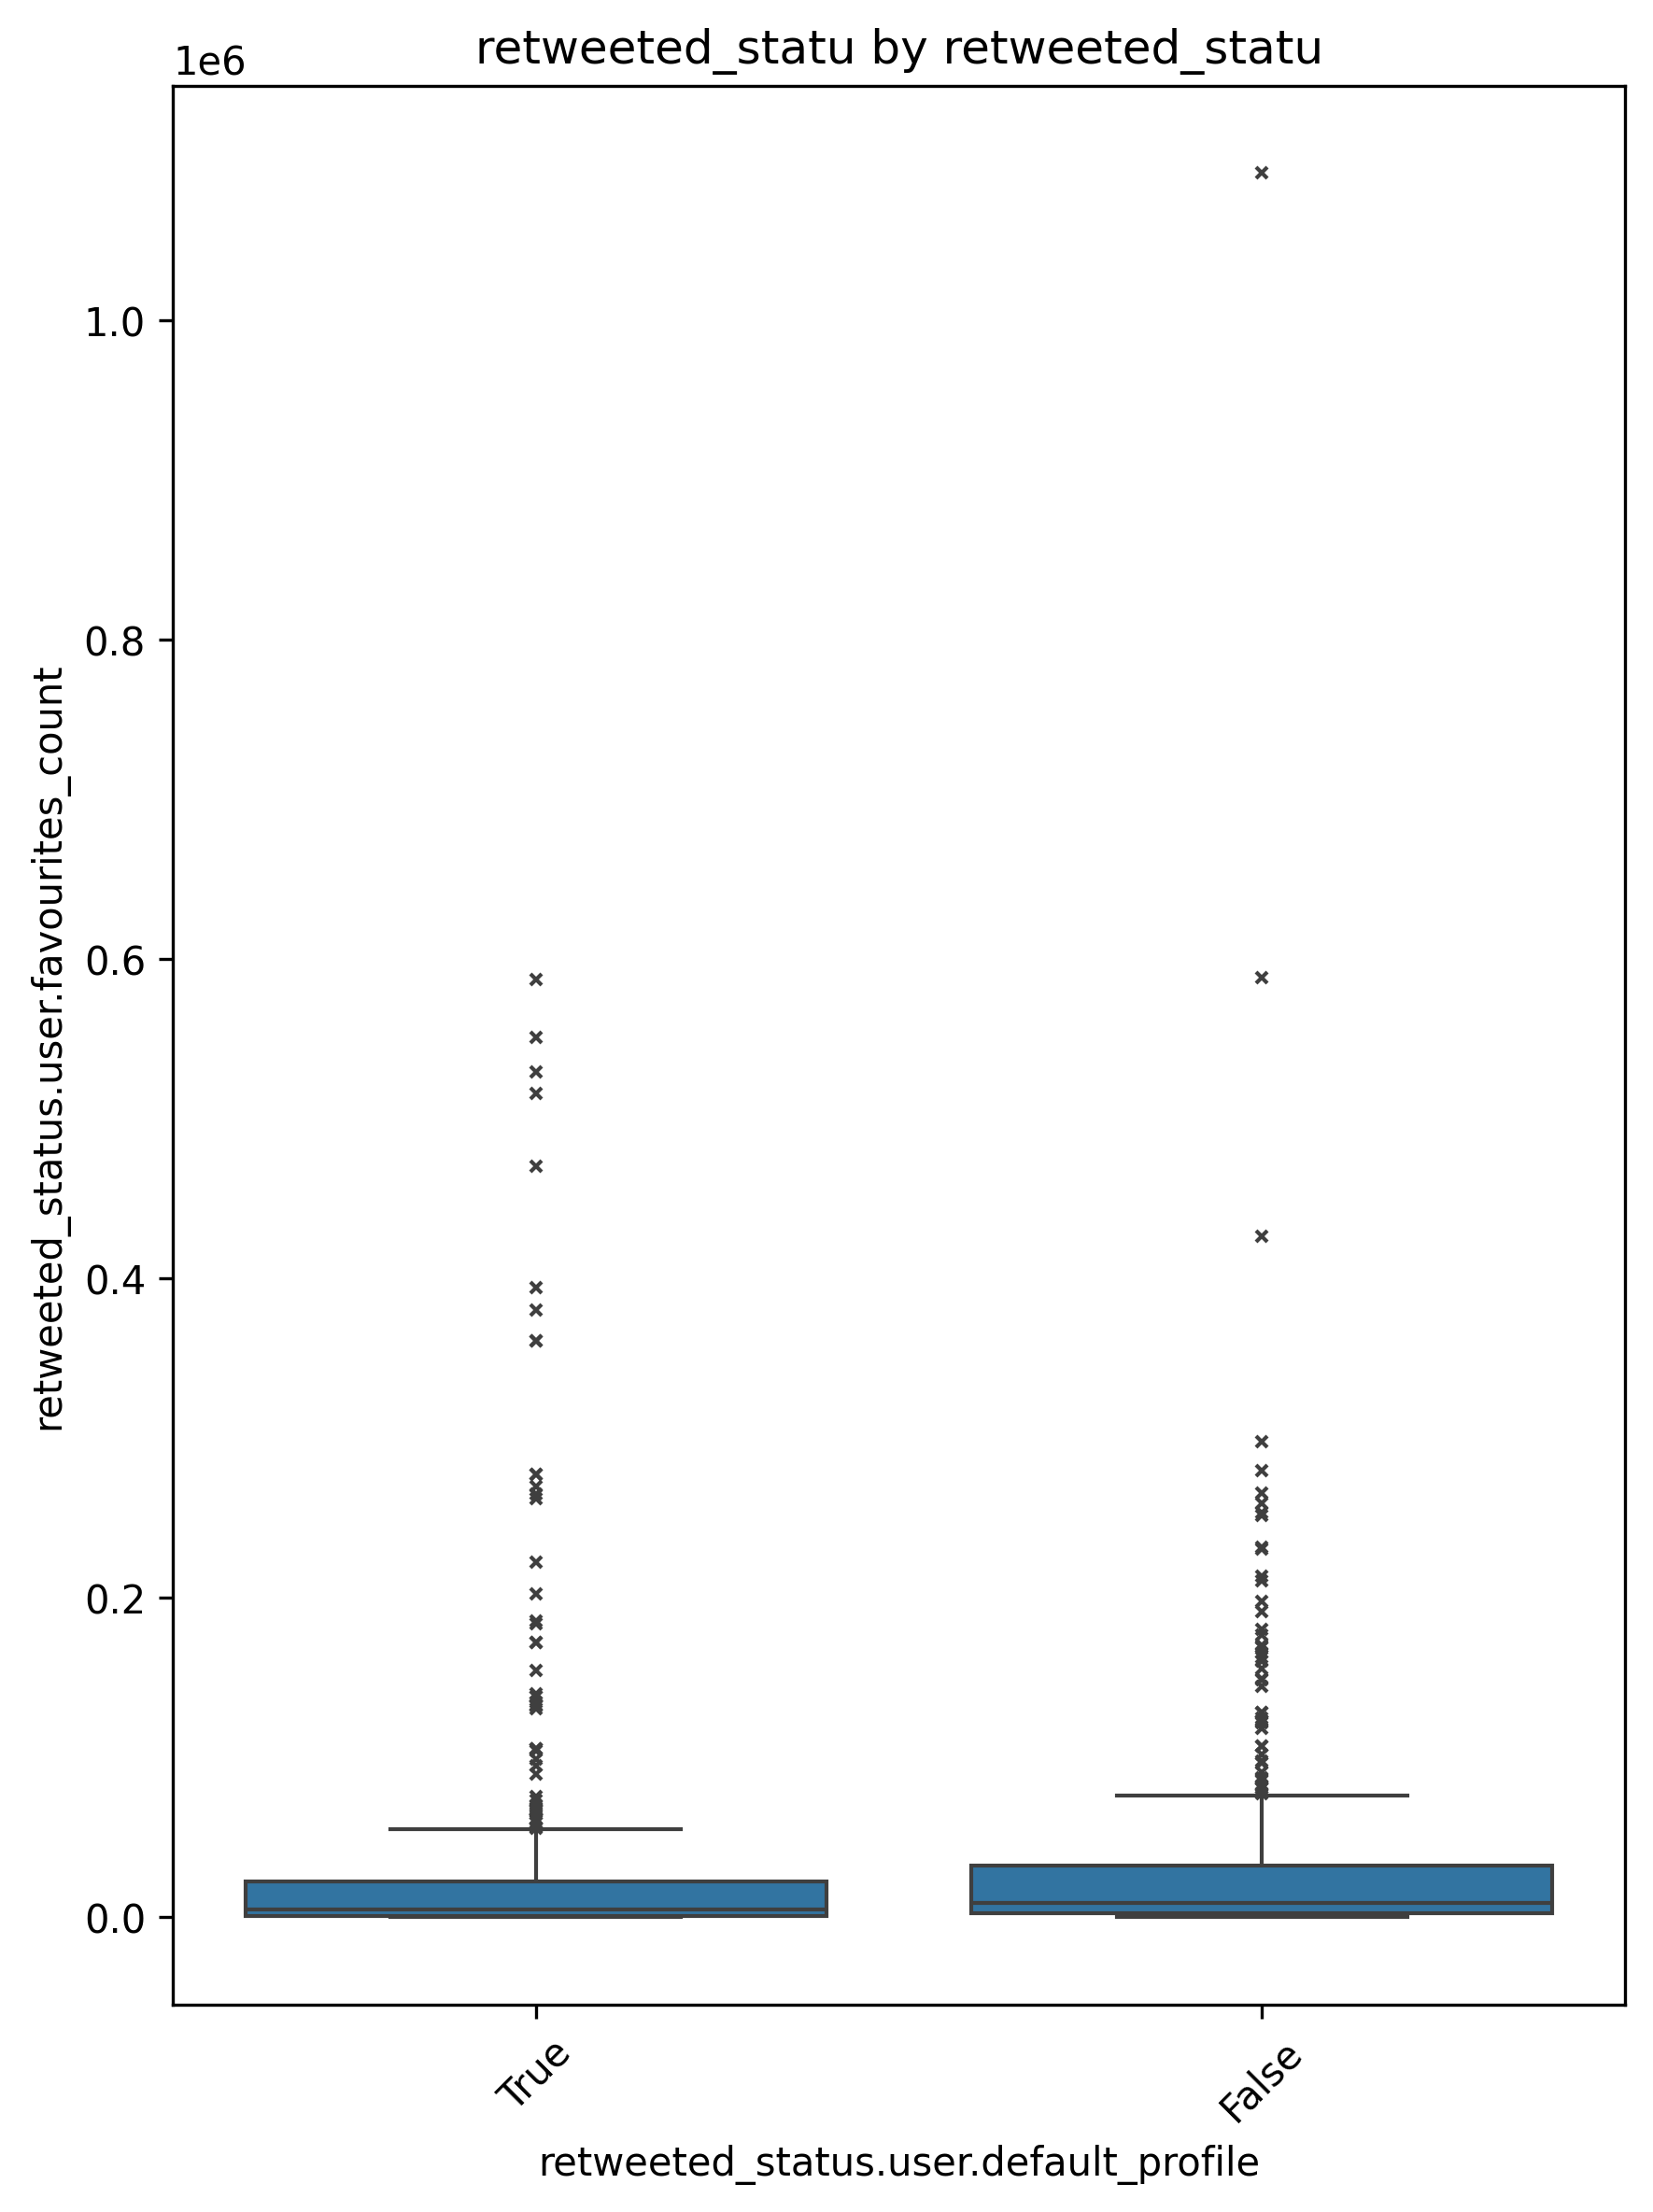 retweeted_statu by retweeted_statu
1e6
1.0
0.8
0.6
0.4
0.2
0.0
retweeted_status.user.favourites_count
True
False
retweeted_status.user.default_profile